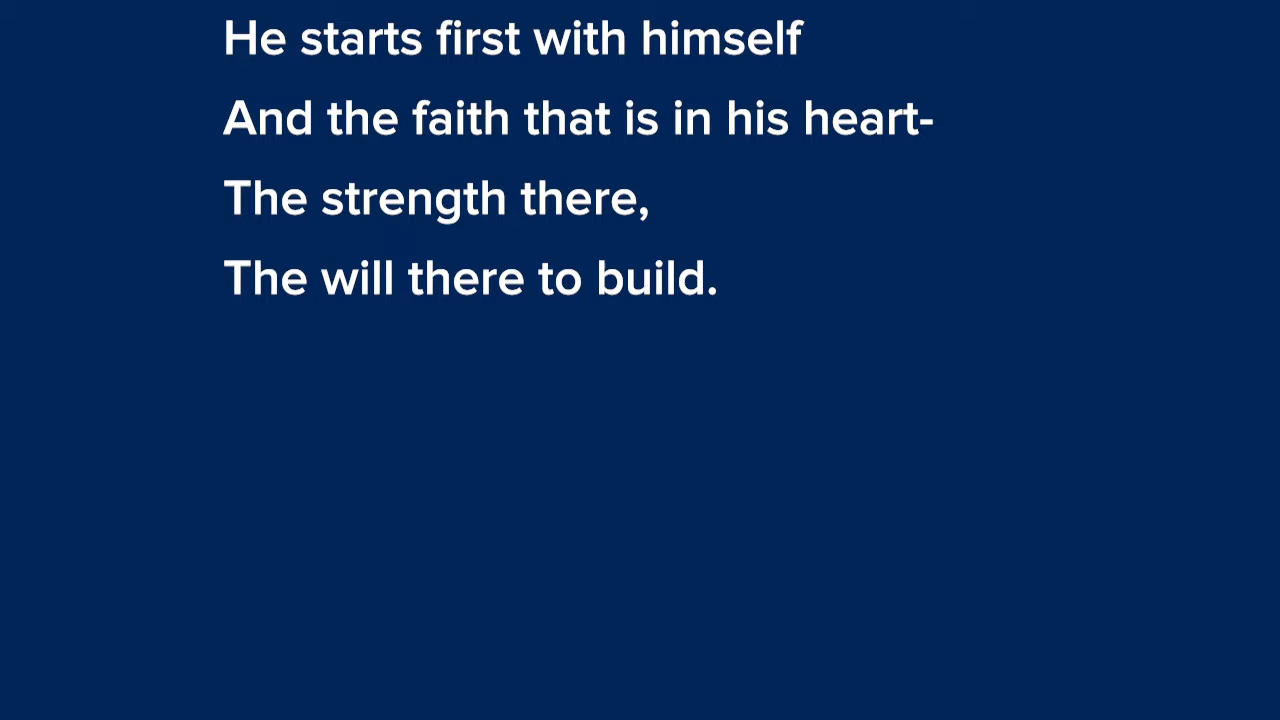 He starts first with himself
And the faith that is in his heart-
The strength there,
The will there to build.